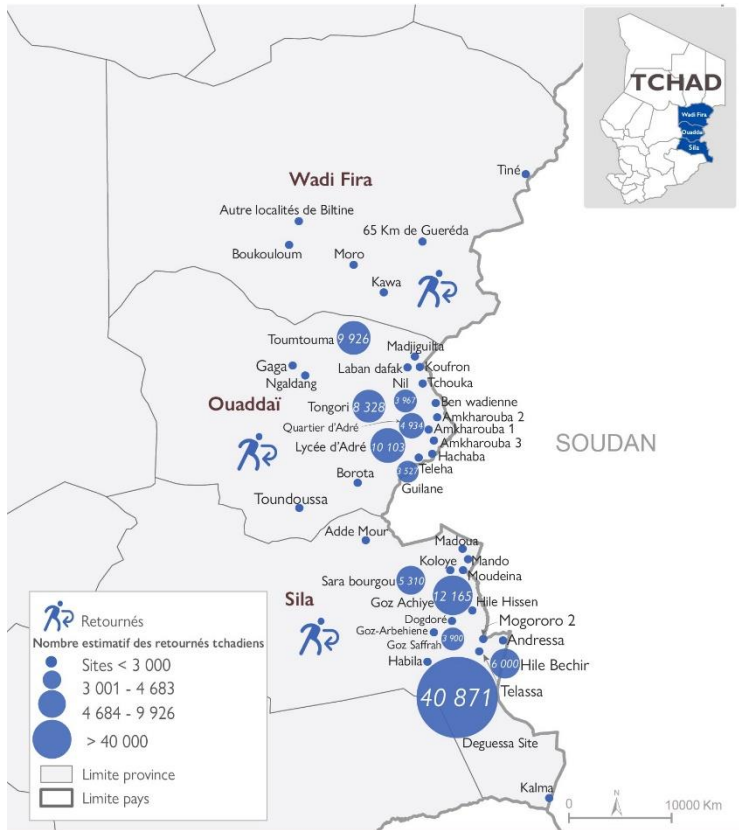 TCHAD
Wadi Fira
Ouaddaï
Sila
Wadi Fira
Tiné
Autre localités de Biltine
65 Km de Gueréda
Boukouloum
Moro
Kawa
Toumtouma
9 926
Madjiguilta
Gaga
Laban dafak
Koufron
Ngaldang
Nil
Tchouka
3 967
Ouaddaï
Tongori
8 328
Ben wadienne
Amkharouba 2
Quartier d'Adré
4 934
Amkharouba 1
Lycée d'Adré
10 103
Amkharouba 3
SOUDAN
Hachaba
Borota
3 527
Teleha
Guilane
Toundoussa
Adde Mour
Madoua
Koloye
Mando
Sara bourgou
5 310
Moudeina
Sila
Goz Achiye
12 165
Hile Hissen
Dogdoré
Mogororo 2
Goz-Arbehiene
3 900
Andressa
Goz Saffrah
Habila
6 000
Hile Bechir
40 871
Telassa
Deguessa Site
Kalma
Retournés
Nombre estimatif des retournés tchadiens
Sites < 3 000
3 001 - 4 683
4 684 - 9 926
> 40 000
Limite province
Limite pays
N
0
10000 Km